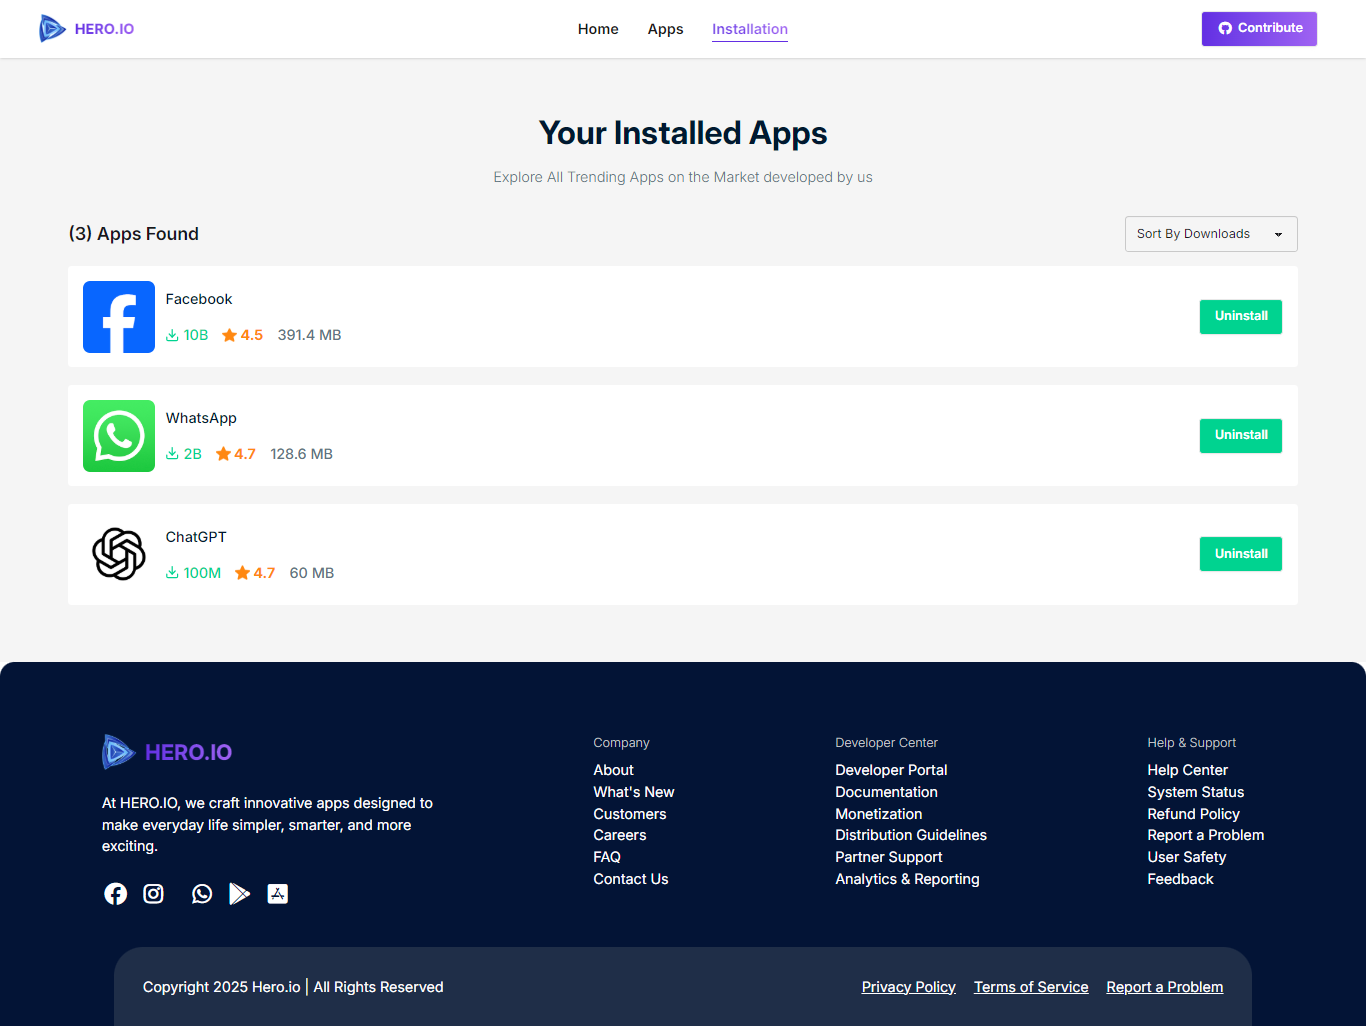 HERO.IO
Home Apps Installation
Contribute
Your Installed Apps
Explore All Trending Apps on the Market developed by us
(3) Apps Found
Sort By Downloads
Facebook
10B 4.5 391.4 MB
Uninstall
WhatsApp
2B 4.7 128.6 MB
Uninstall
ChatGPT
100M 4.7 60 MB
Uninstall
HERO.IO
At HERO.IO, we craft innovative apps designed to
make everyday life simpler, smarter, and more
exciting.
Company
About
What's New
Customers
Careers
FAQ
Contact Us
Developer Center
Developer Portal
Documentation
Monetization
Distribution Guidelines
Partner Support
Analytics & Reporting
Help & Support
Help Center
System Status
Refund Policy
Report a Problem
User Safety
Feedback
Copyright 2025 Hero.io | All Rights Reserved
Privacy Policy Terms of Service Report a Problem